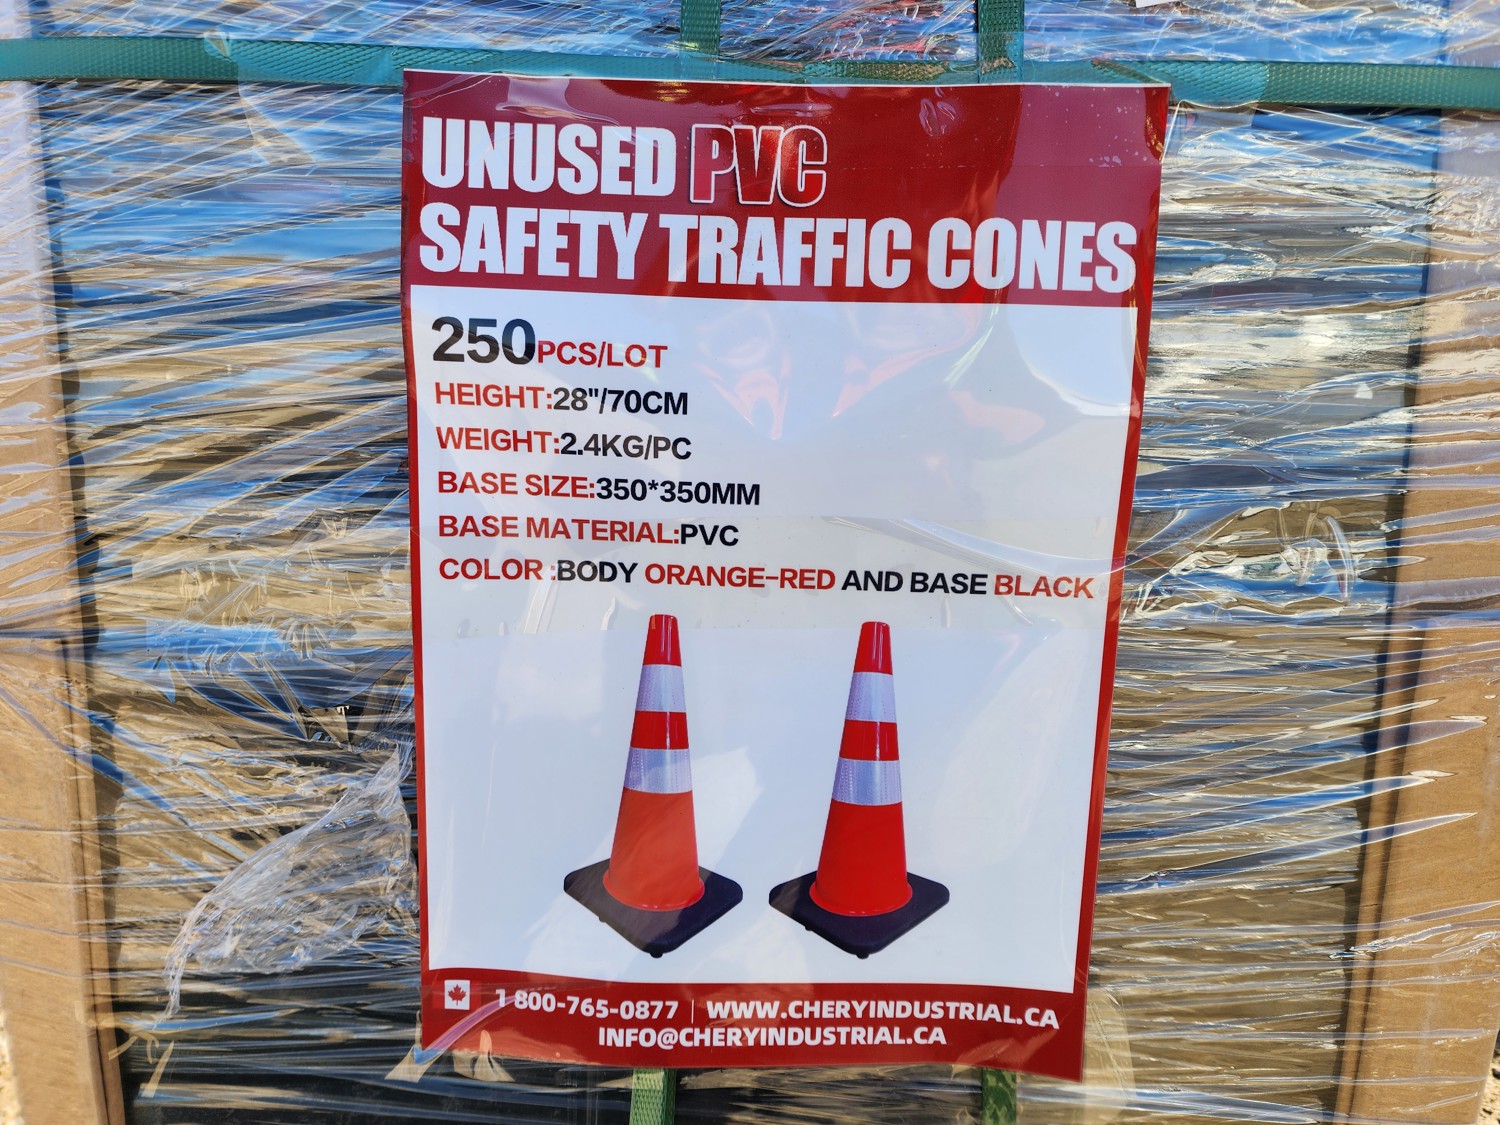 UNUSED PVC
SAFETY TRAFFIC CONES
250PCS/LOT
HEIGHT:28"/70CM
WEIGHT:2.4KG/PC
BASE SIZE:350*350MM
BASE MATERIAL:PVC
COLOR :BODY ORANGE-RED AND BASE BLACK
1 800-765-0877 | WWW.CHERYINDUSTRIAL.CA
INFO@CHERYINDUSTRIAL.CA